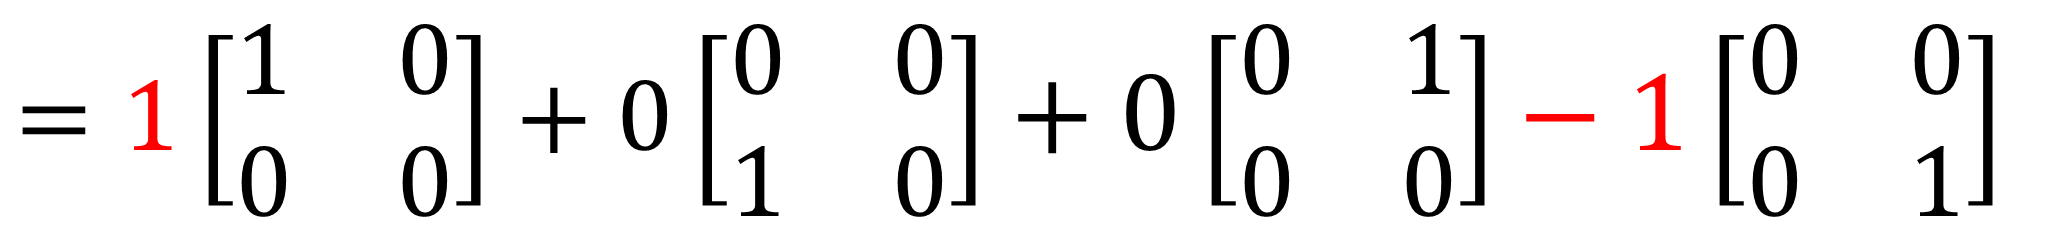 = 1 [1 0; 0 0] + 0 [0 0; 1 0] + 0 [0 1; 0 0] − 1 [0 0; 0 1]